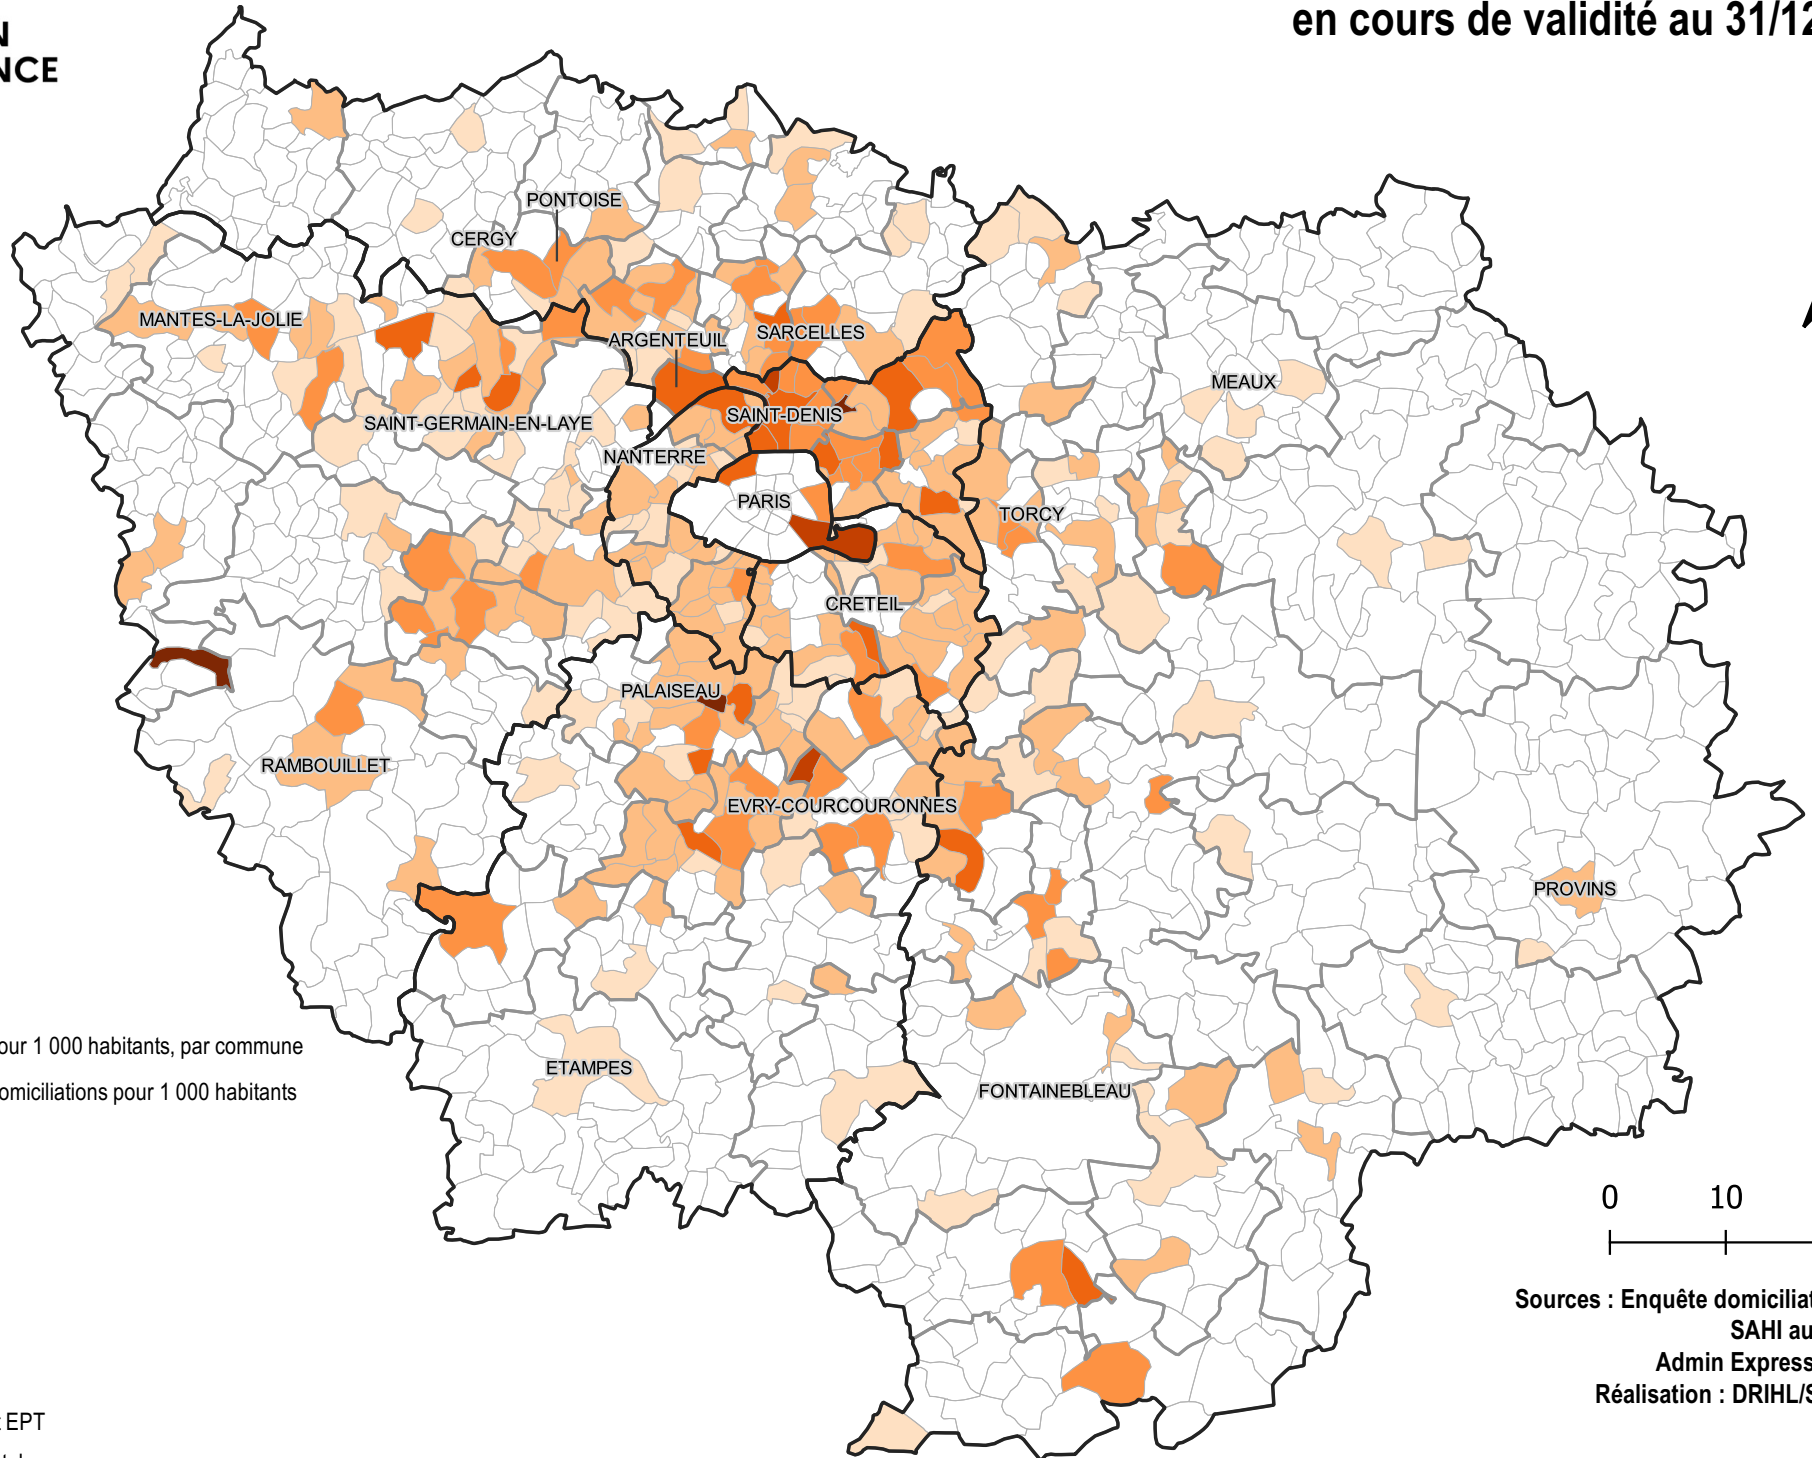 en cours de validité au 31/12
N
NCE
PONTOISE
CERGY
MANTES-LA-JOLIE
ARGENTEUIL
SARCELLES
MEAUX
SAINT-GERMAIN-EN-LAYE
SAINT-DENIS
NANTERRE
PARIS
TORCY
CRETEIL
PALAISEAU
RAMBOUILLET
EVRY-COURCOURONNES
PROVINS
our 1 000 habitants, par commune
ETAMPES
omiciliations pour 1 000 habitants
FONTAINEBLEAU
0 10
Sources : Enquête domiciliat
SAHI au
Admin Express
Réalisation : DRIHL/S
EPT